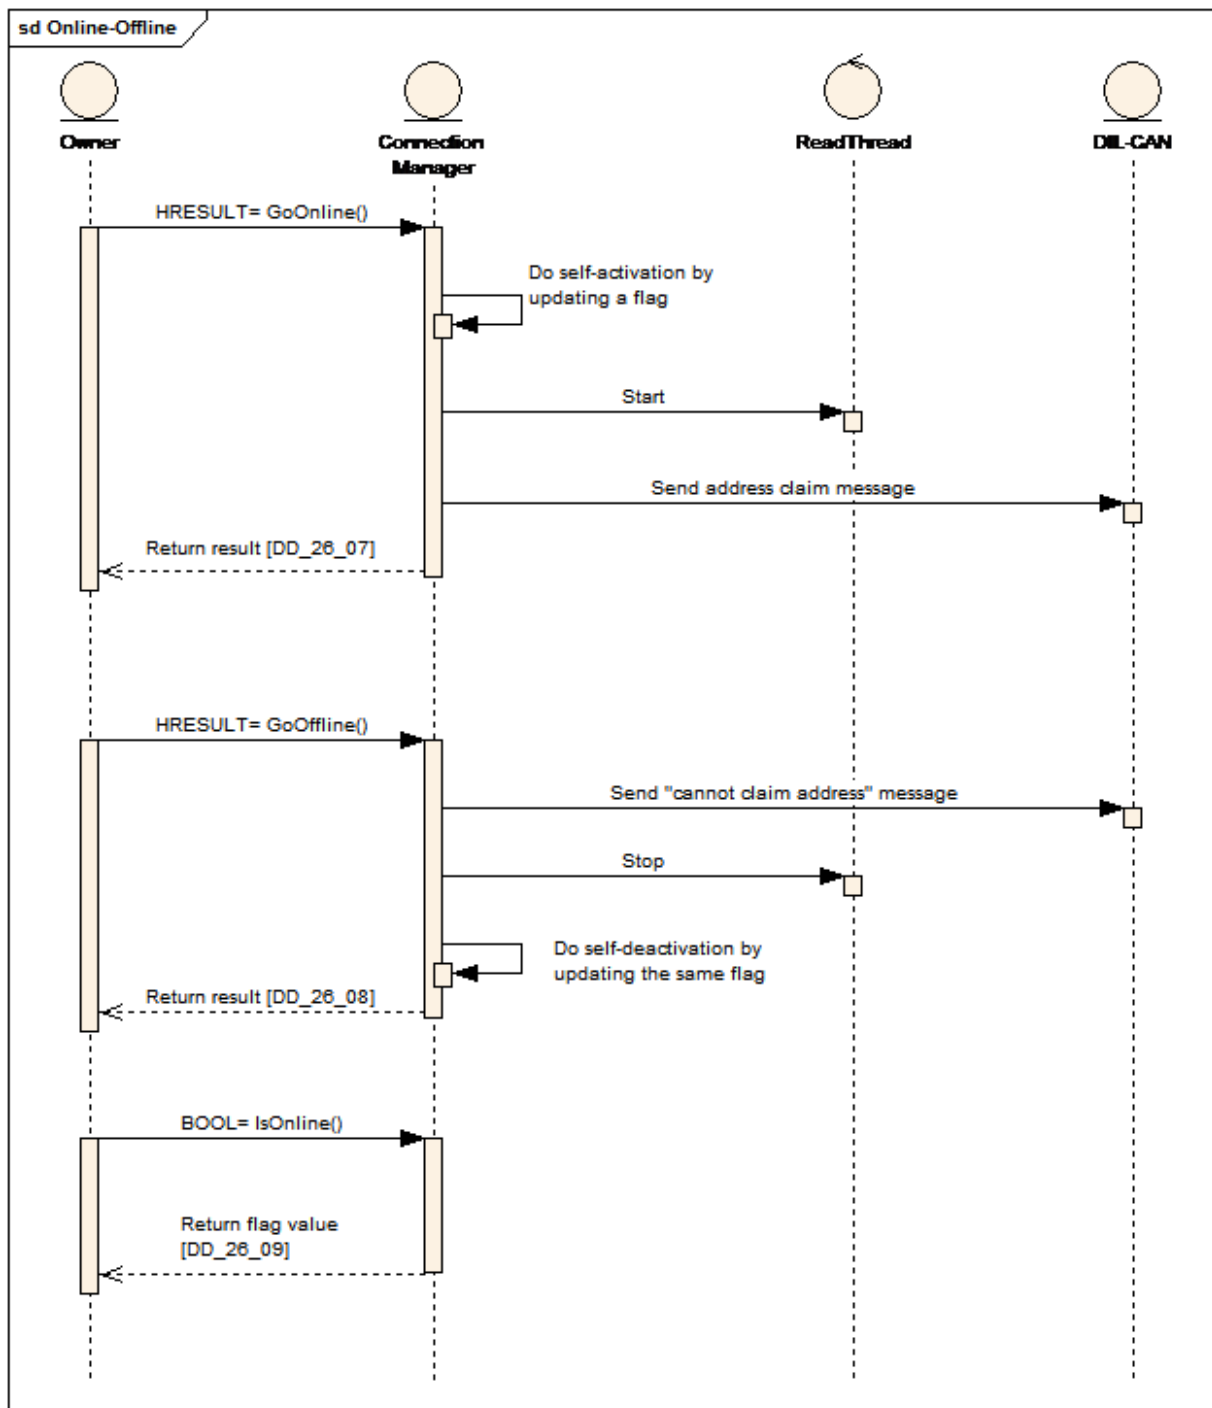 sd Online-Offline
Owner
Connection
Manager
ReadThread
DIL-CAN
HRESULT= GoOnline()
Do self-activation by
updating a flag
Start
Send address claim message
Return result [DD_26_07]
HRESULT= GoOffline()
Send "cannot claim address" message
Stop
Do self-deactivation by
updating the same flag
Return result [DD_26_08]
BOOL= IsOnline()
Return flag value
[DD_26_09]